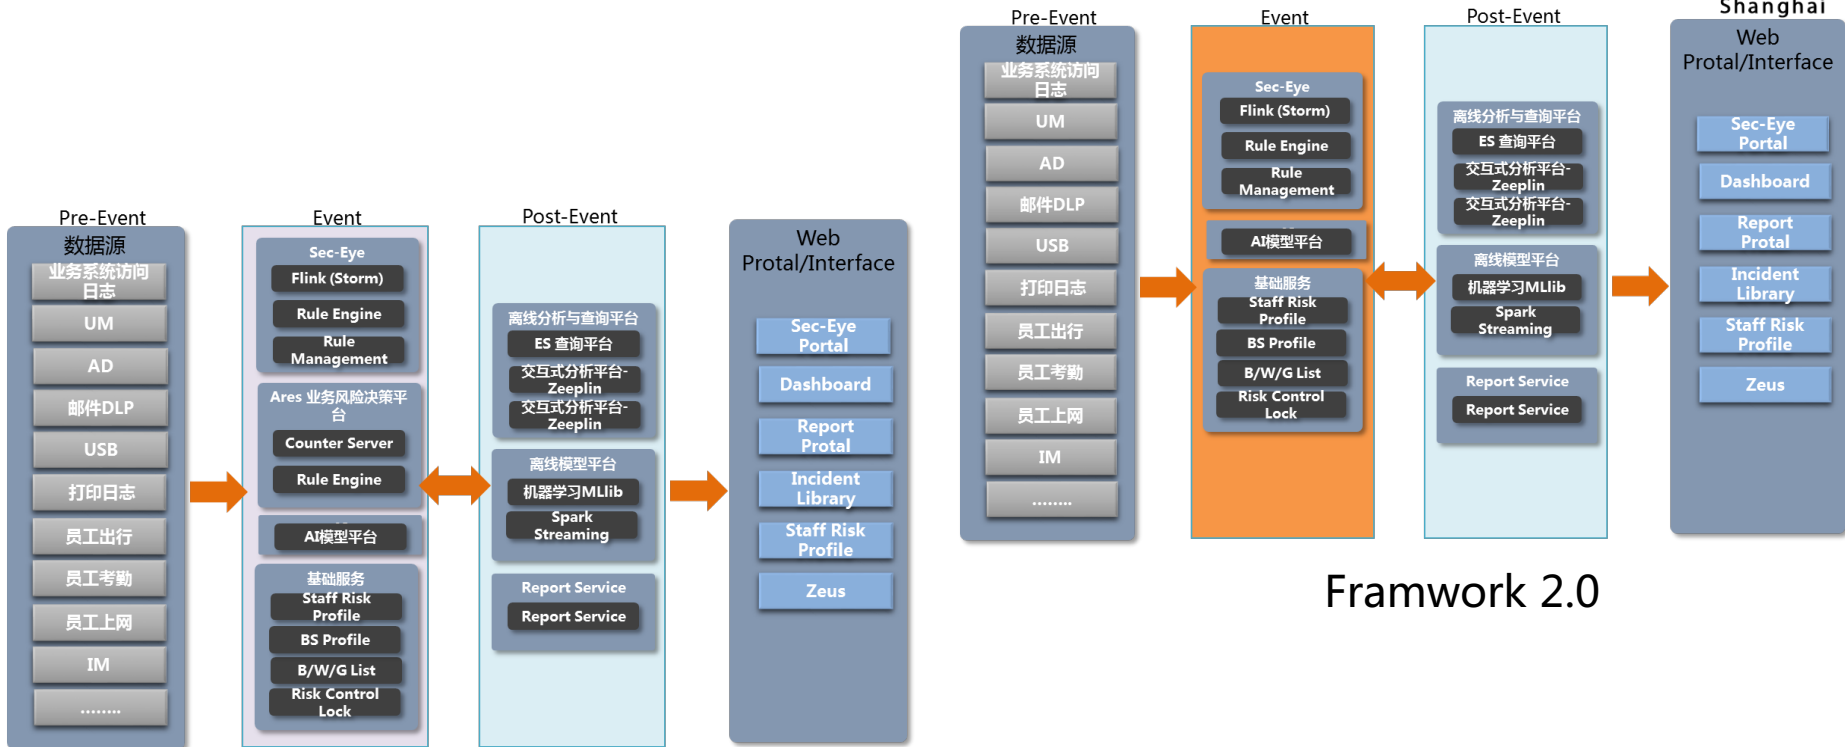 Pre-Event
数据源
业务系统访问
日志
UM
AD
邮件DLP
USB
打印日志
员工出行
员工考勤
员工上网
IM
........
Event
Sec-Eye
Flink (Storm)
Rule Engine
Rule
Management
Ares 业务风险决策平
台
Counter Server
Rule Engine
AI模型平台
基础服务
Staff Risk
Profile
BS Profile
B/W/G List
Risk Control
Lock
Post-Event
离线分析与查询平台
ES 查询平台
交互式分析平台-
Zeeplin
交互式分析平台-
Zeeplin
离线模型平台
机器学习MLlib
Spark
Streaming
Report Service
Report Service
Web
Protal/Interface
Sec-Eye
Portal
Dashboard
Report
Protal
Incident
Library
Staff Risk
Profile
Zeus
Pre-Event
数据源
业务系统访问
日志
UM
AD
邮件DLP
USB
打印日志
员工出行
员工考勤
员工上网
IM
........
Event
Sec-Eye
Flink (Storm)
Rule Engine
Rule
Management
AI模型平台
基础服务
Staff Risk
Profile
BS Profile
B/W/G List
Risk Control
Lock
Post-Event
离线分析与查询平台
ES 查询平台
交互式分析平台-
Zeeplin
交互式分析平台-
Zeeplin
离线模型平台
机器学习MLlib
Spark
Streaming
Report Service
Report Service
Shanghai
Web
Protal/Interface
Sec-Eye
Portal
Dashboard
Report
Protal
Incident
Library
Staff Risk
Profile
Zeus
Framwork 2.0